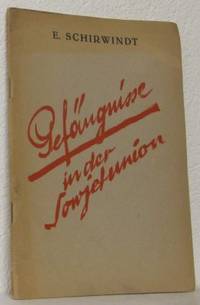 E. SCHIRWINDT
Gefängnisse
in der
Sowjetunion